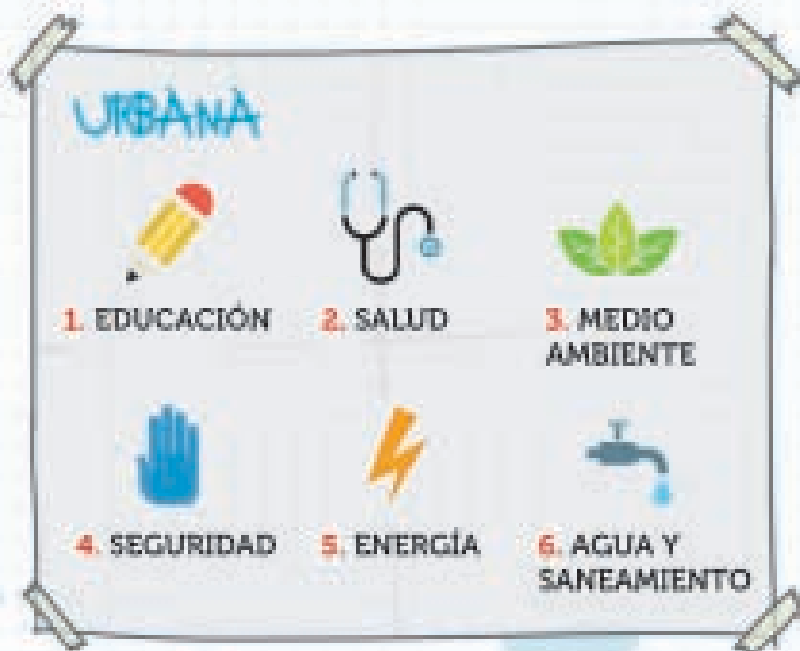 URBANA
1. EDUCACIÓN
2. SALUD
3. MEDIO
AMBIENTE
4. SEGURIDAD
5. ENERGÍA
6. AGUA Y
SANEAMIENTO